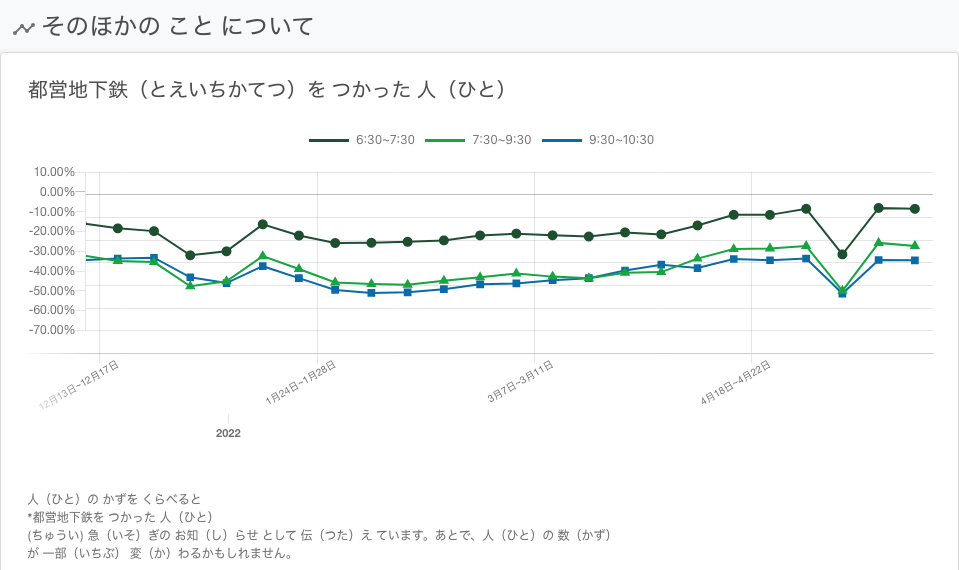 そのほかの こと について
都営地下鉄（とえいちかてつ）を つかった 人（ひと）
6:30~7:30 7:30~9:30 9:30~10:30
10.00%
0.00%
-10.00%
-20.00%
-30.00%
-40.00%
-50.00%
-60.00%
-70.00%
12月13日~12月17日 1月24日~1月28日 3月7日~3月11日 4月18日~4月22日
2022
人（ひと）の かずを くらべると
*都営地下鉄を つかった 人（ひと）
(ちゅうい) 急（いそ）ぎの お知（し）らせ として 伝（つた）え ています。あとで、人（ひと）の 数（かず）
が 一部（いちぶ） 変（か）わるかもしれません。